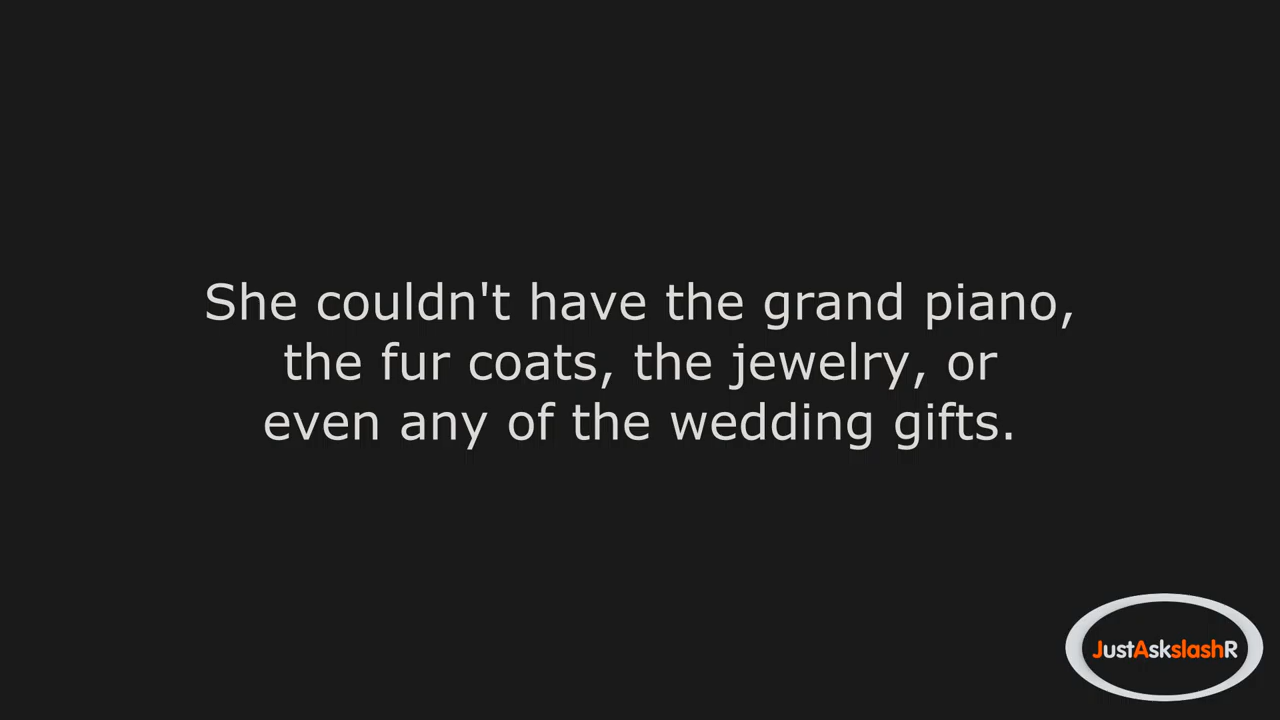 She couldn't have the grand piano,
the fur coats, the jewelry, or
even any of the wedding gifts.
JustAskslashR